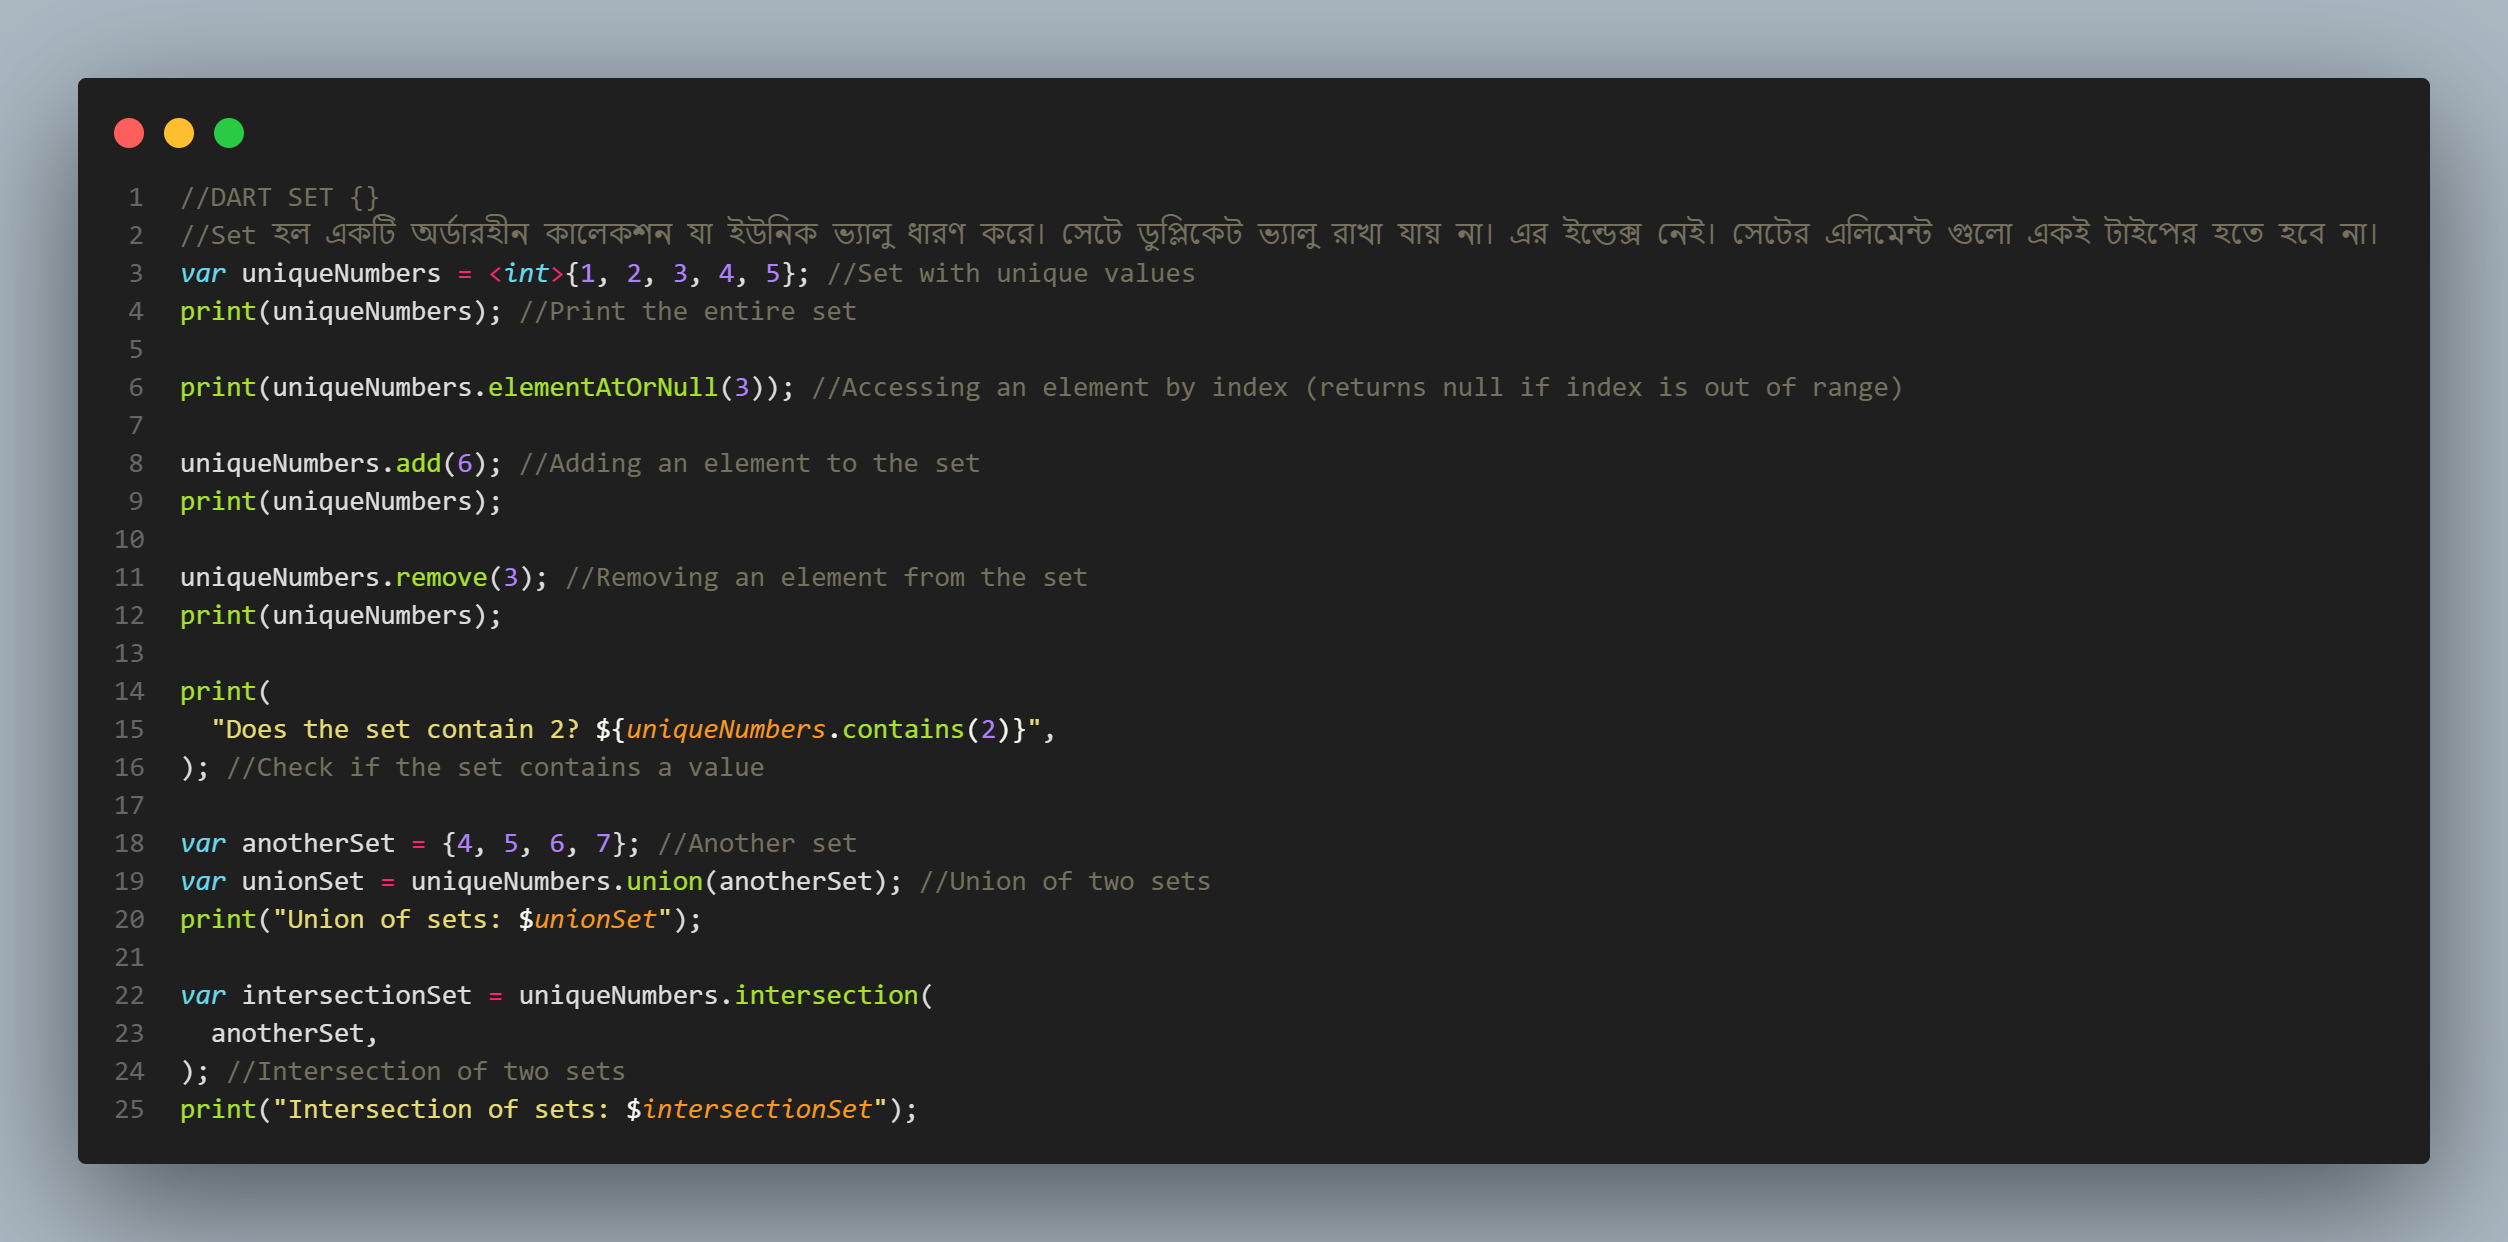 1 //DART SET {}
2 //Set হল একটি অর্ডারহীন কালেকশন যা ইউনিক ভ্যালু ধারণ করে। সেটে ডুপ্লিকেট ভ্যালু রাখা যায় না। এর ইন্ডেক্স নেই। সেটের এলিমেন্ট গুলো একই টাইপের হতে হবে না।
3 var uniqueNumbers = <int>{1, 2, 3, 4, 5}; //Set with unique values
4 print(uniqueNumbers); //Print the entire set
5
6 print(uniqueNumbers.elementAtOrNull(3)); //Accessing an element by index (returns null if index is out of range)
7
8 uniqueNumbers.add(6); //Adding an element to the set
9 print(uniqueNumbers);
10
11 uniqueNumbers.remove(3); //Removing an element from the set
12 print(uniqueNumbers);
13
14 print(
15   "Does the set contain 2? ${uniqueNumbers.contains(2)}",
16 ); //Check if the set contains a value
17
18 var anotherSet = {4, 5, 6, 7}; //Another set
19 var unionSet = uniqueNumbers.union(anotherSet); //Union of two sets
20 print("Union of sets: $unionSet");
21
22 var intersectionSet = uniqueNumbers.intersection(
23   anotherSet,
24 ); //Intersection of two sets
25 print("Intersection of sets: $intersectionSet");